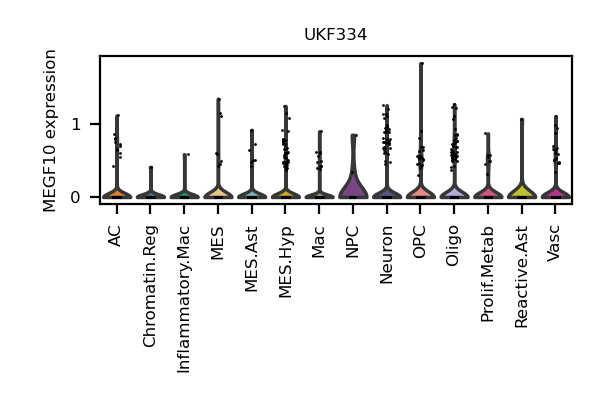 UKF334
MEGF10 expression
1
0
AC
Chromatin.Reg
Inflammatory.Mac
MES
MES.Ast
MES.Hyp
Mac
NPC
Neuron
OPC
Oligo
Prolif.Metab
Reactive.Ast
Vasc